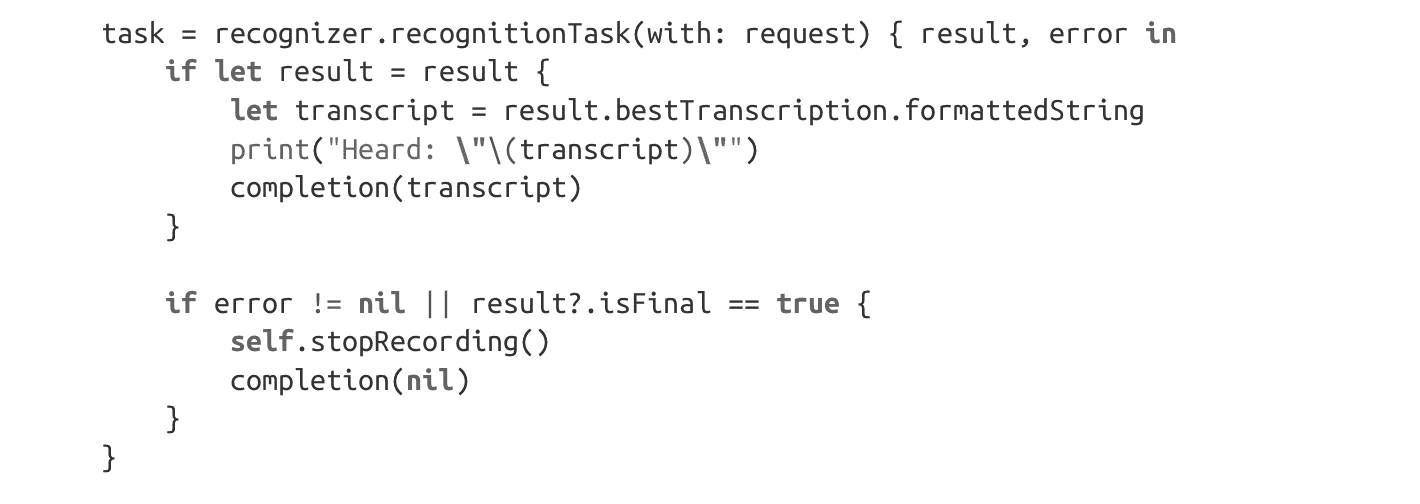 task = recognizer.recognitionTask(with: request) { result, error in
    if let result = result {
        let transcript = result.bestTranscription.formattedString
        print("Heard: \"\(transcript)\"")
        completion(transcript)
    }

    if error != nil || result?.isFinal == true {
        self.stopRecording()
        completion(nil)
    }
}